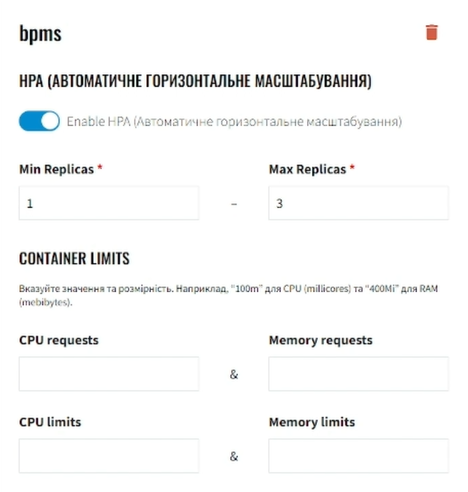 bpms
HPA (АВТОМАТИЧНЕ ГОРИЗОНТАЛЬНЕ МАСШТАБУВАННЯ)
Enable HPA (Автоматичне горизонтальне масштабування)
Min Replicas * Max Replicas *
1 – 3
CONTAINER LIMITS
Вказуйте значення та розмірність. Наприклад, "100m" для CPU (millicores) та "400Mi" для RAM
(mebibytes).
CPU requests Memory requests
&
CPU limits Memory limits
&